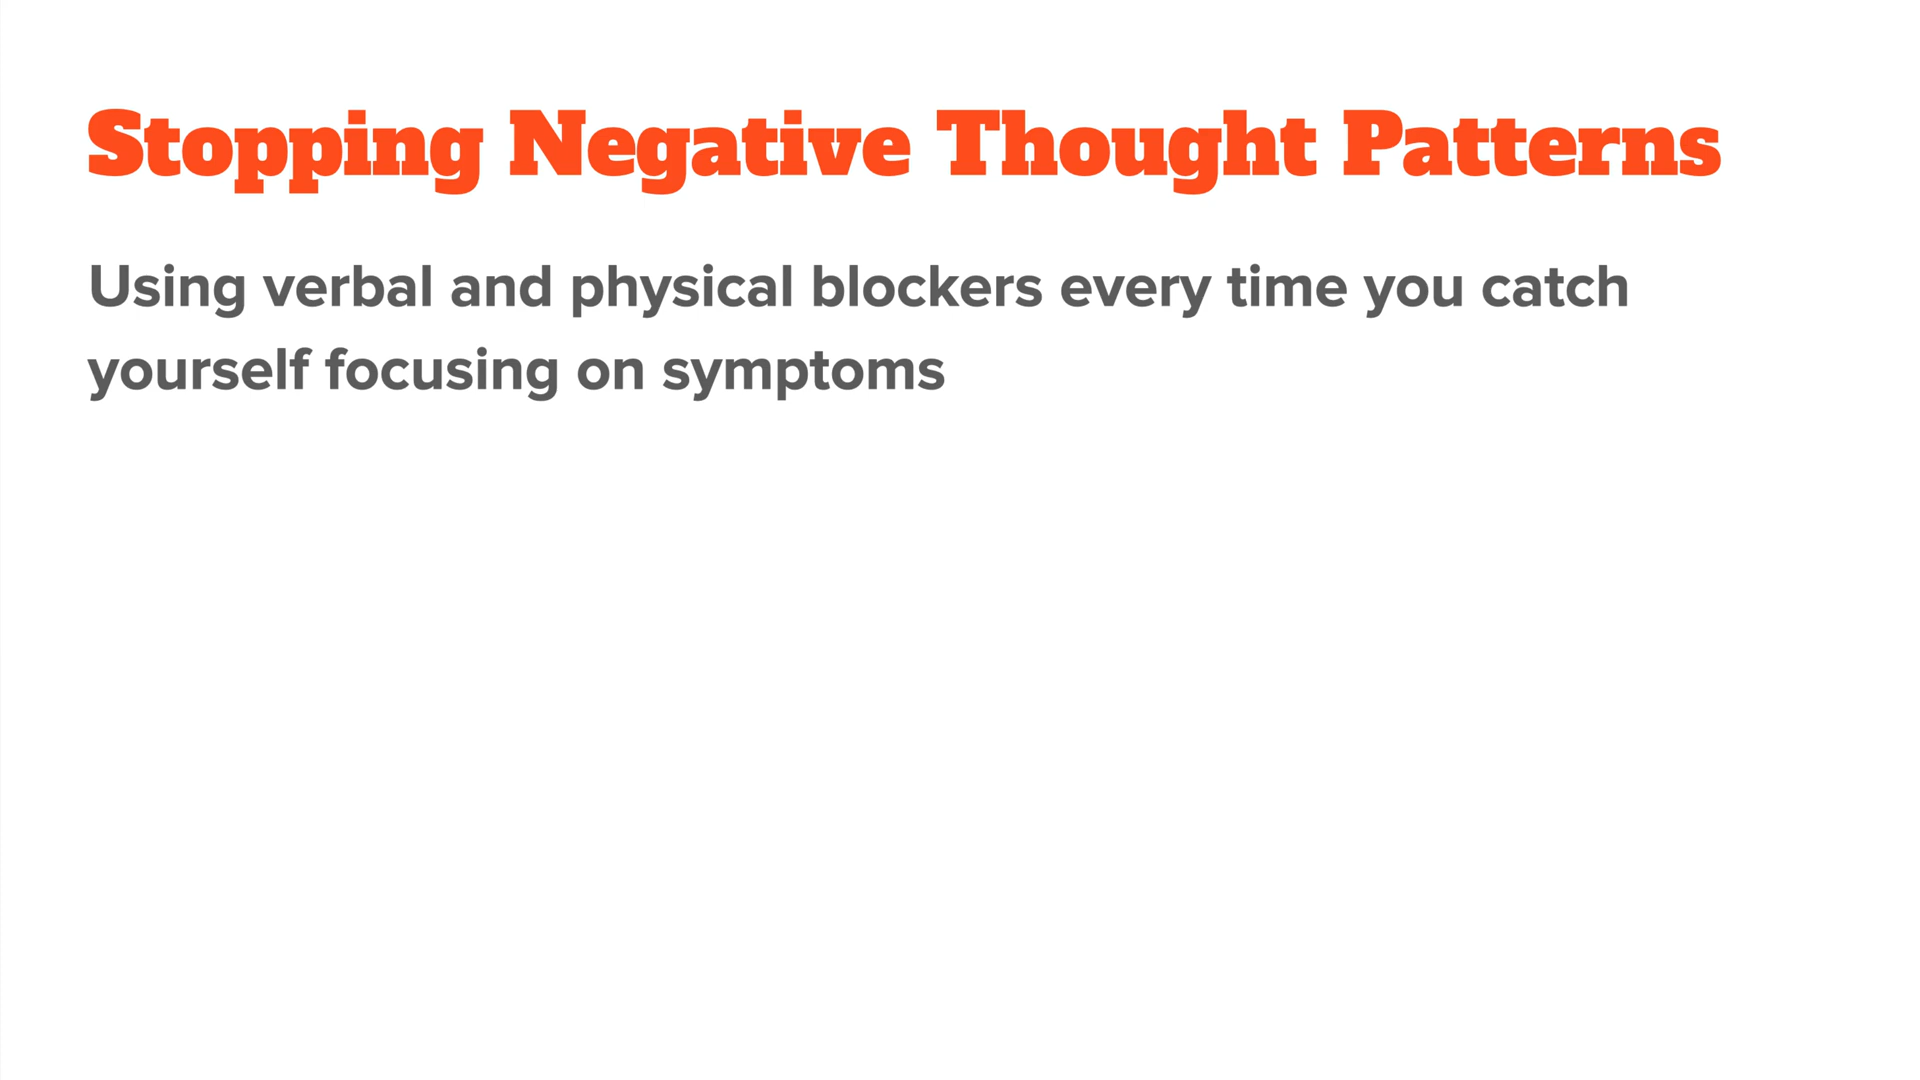 Stopping Negative Thought Patterns
Using verbal and physical blockers every time you catch
yourself focusing on symptoms